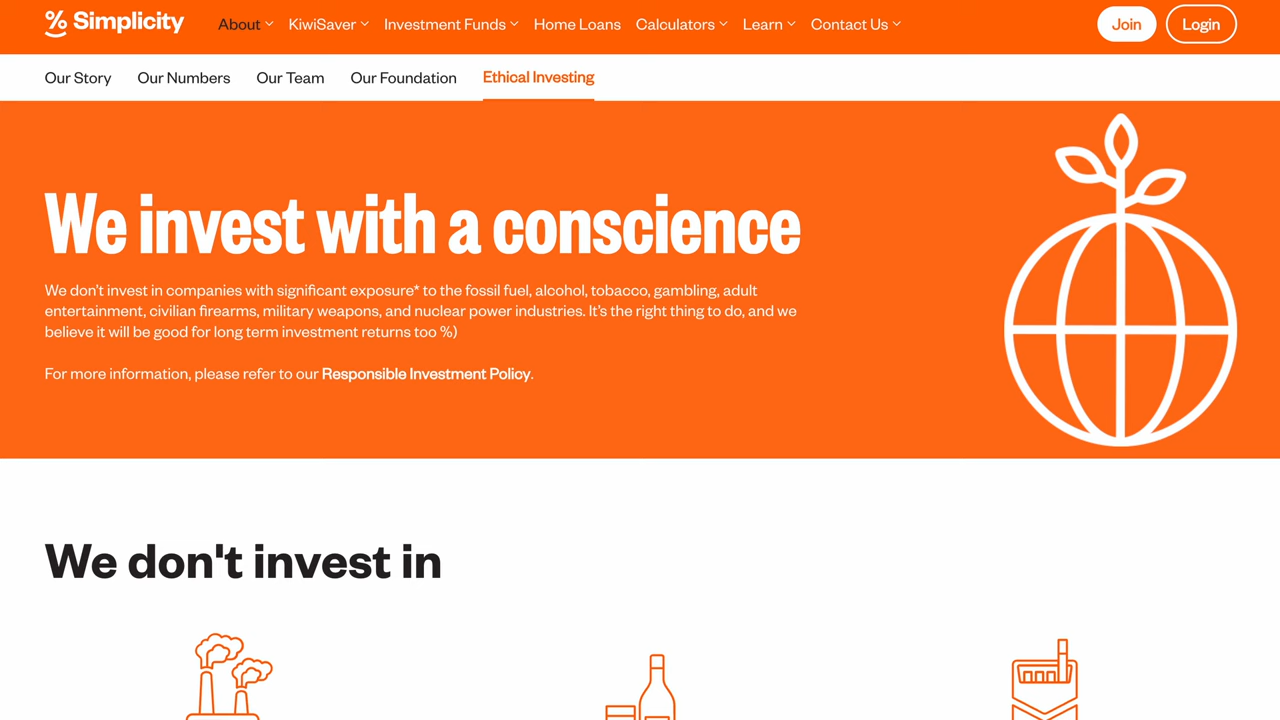 % Simplicity
About KiwiSaver Investment Funds Home Loans Calculators Learn Contact Us Join Login
Our Story Our Numbers Our Team Our Foundation Ethical Investing
We invest with a conscience
We don't invest in companies with significant exposure* to the fossil fuel, alcohol, tobacco, gambling, adult
entertainment, civilian firearms, military weapons, and nuclear power industries. It's the right thing to do, and we
believe it will be good for long term investment returns too %)
For more information, please refer to our Responsible Investment Policy.
We don't invest in